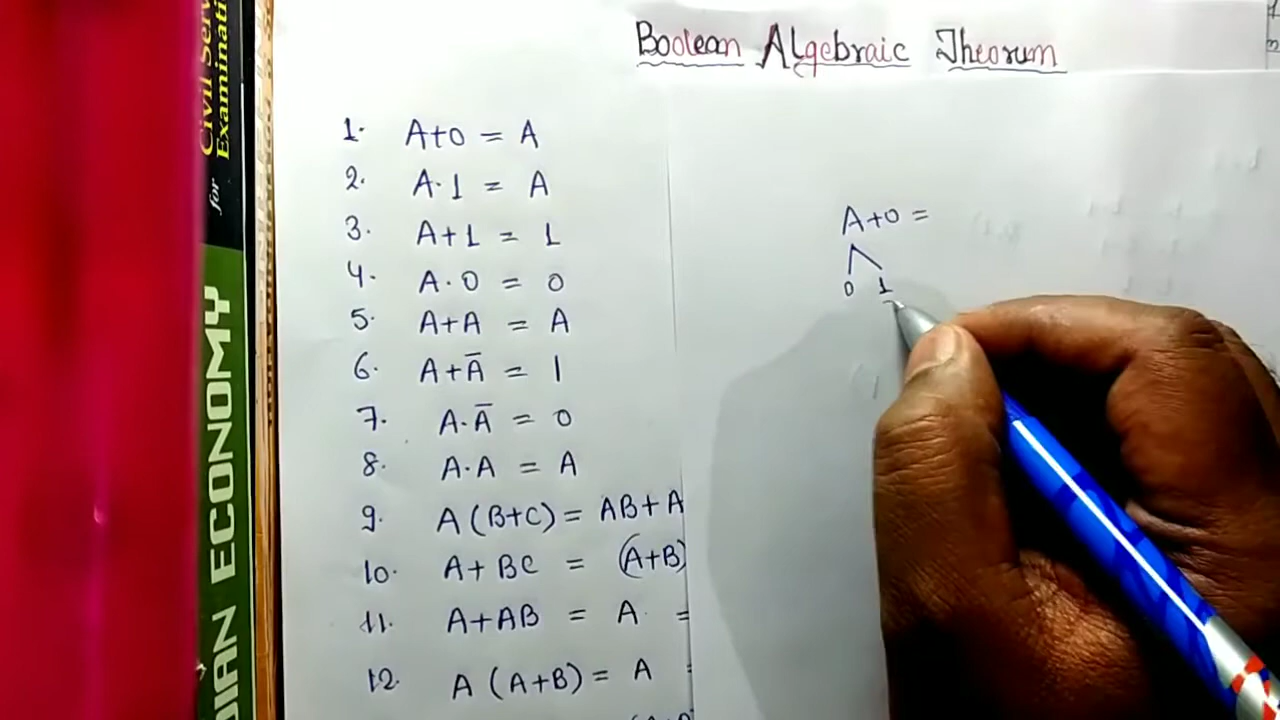 Boolean Algebraic Theorum
1. A+0 = A
2. A·1 = A
3. A+1 = 1
4. A·0 = 0
5. A+A = A
6. A+Ā = 1
7. A·Ā = 0
8. A·A = A
9. A(B+C) = AB+A
10. A+BC = (A+B)
11. A+AB = A =
12. A(A+B) = A
A+0 =
0 1
for Civil Serv
Examinati
DIAN ECONOMY